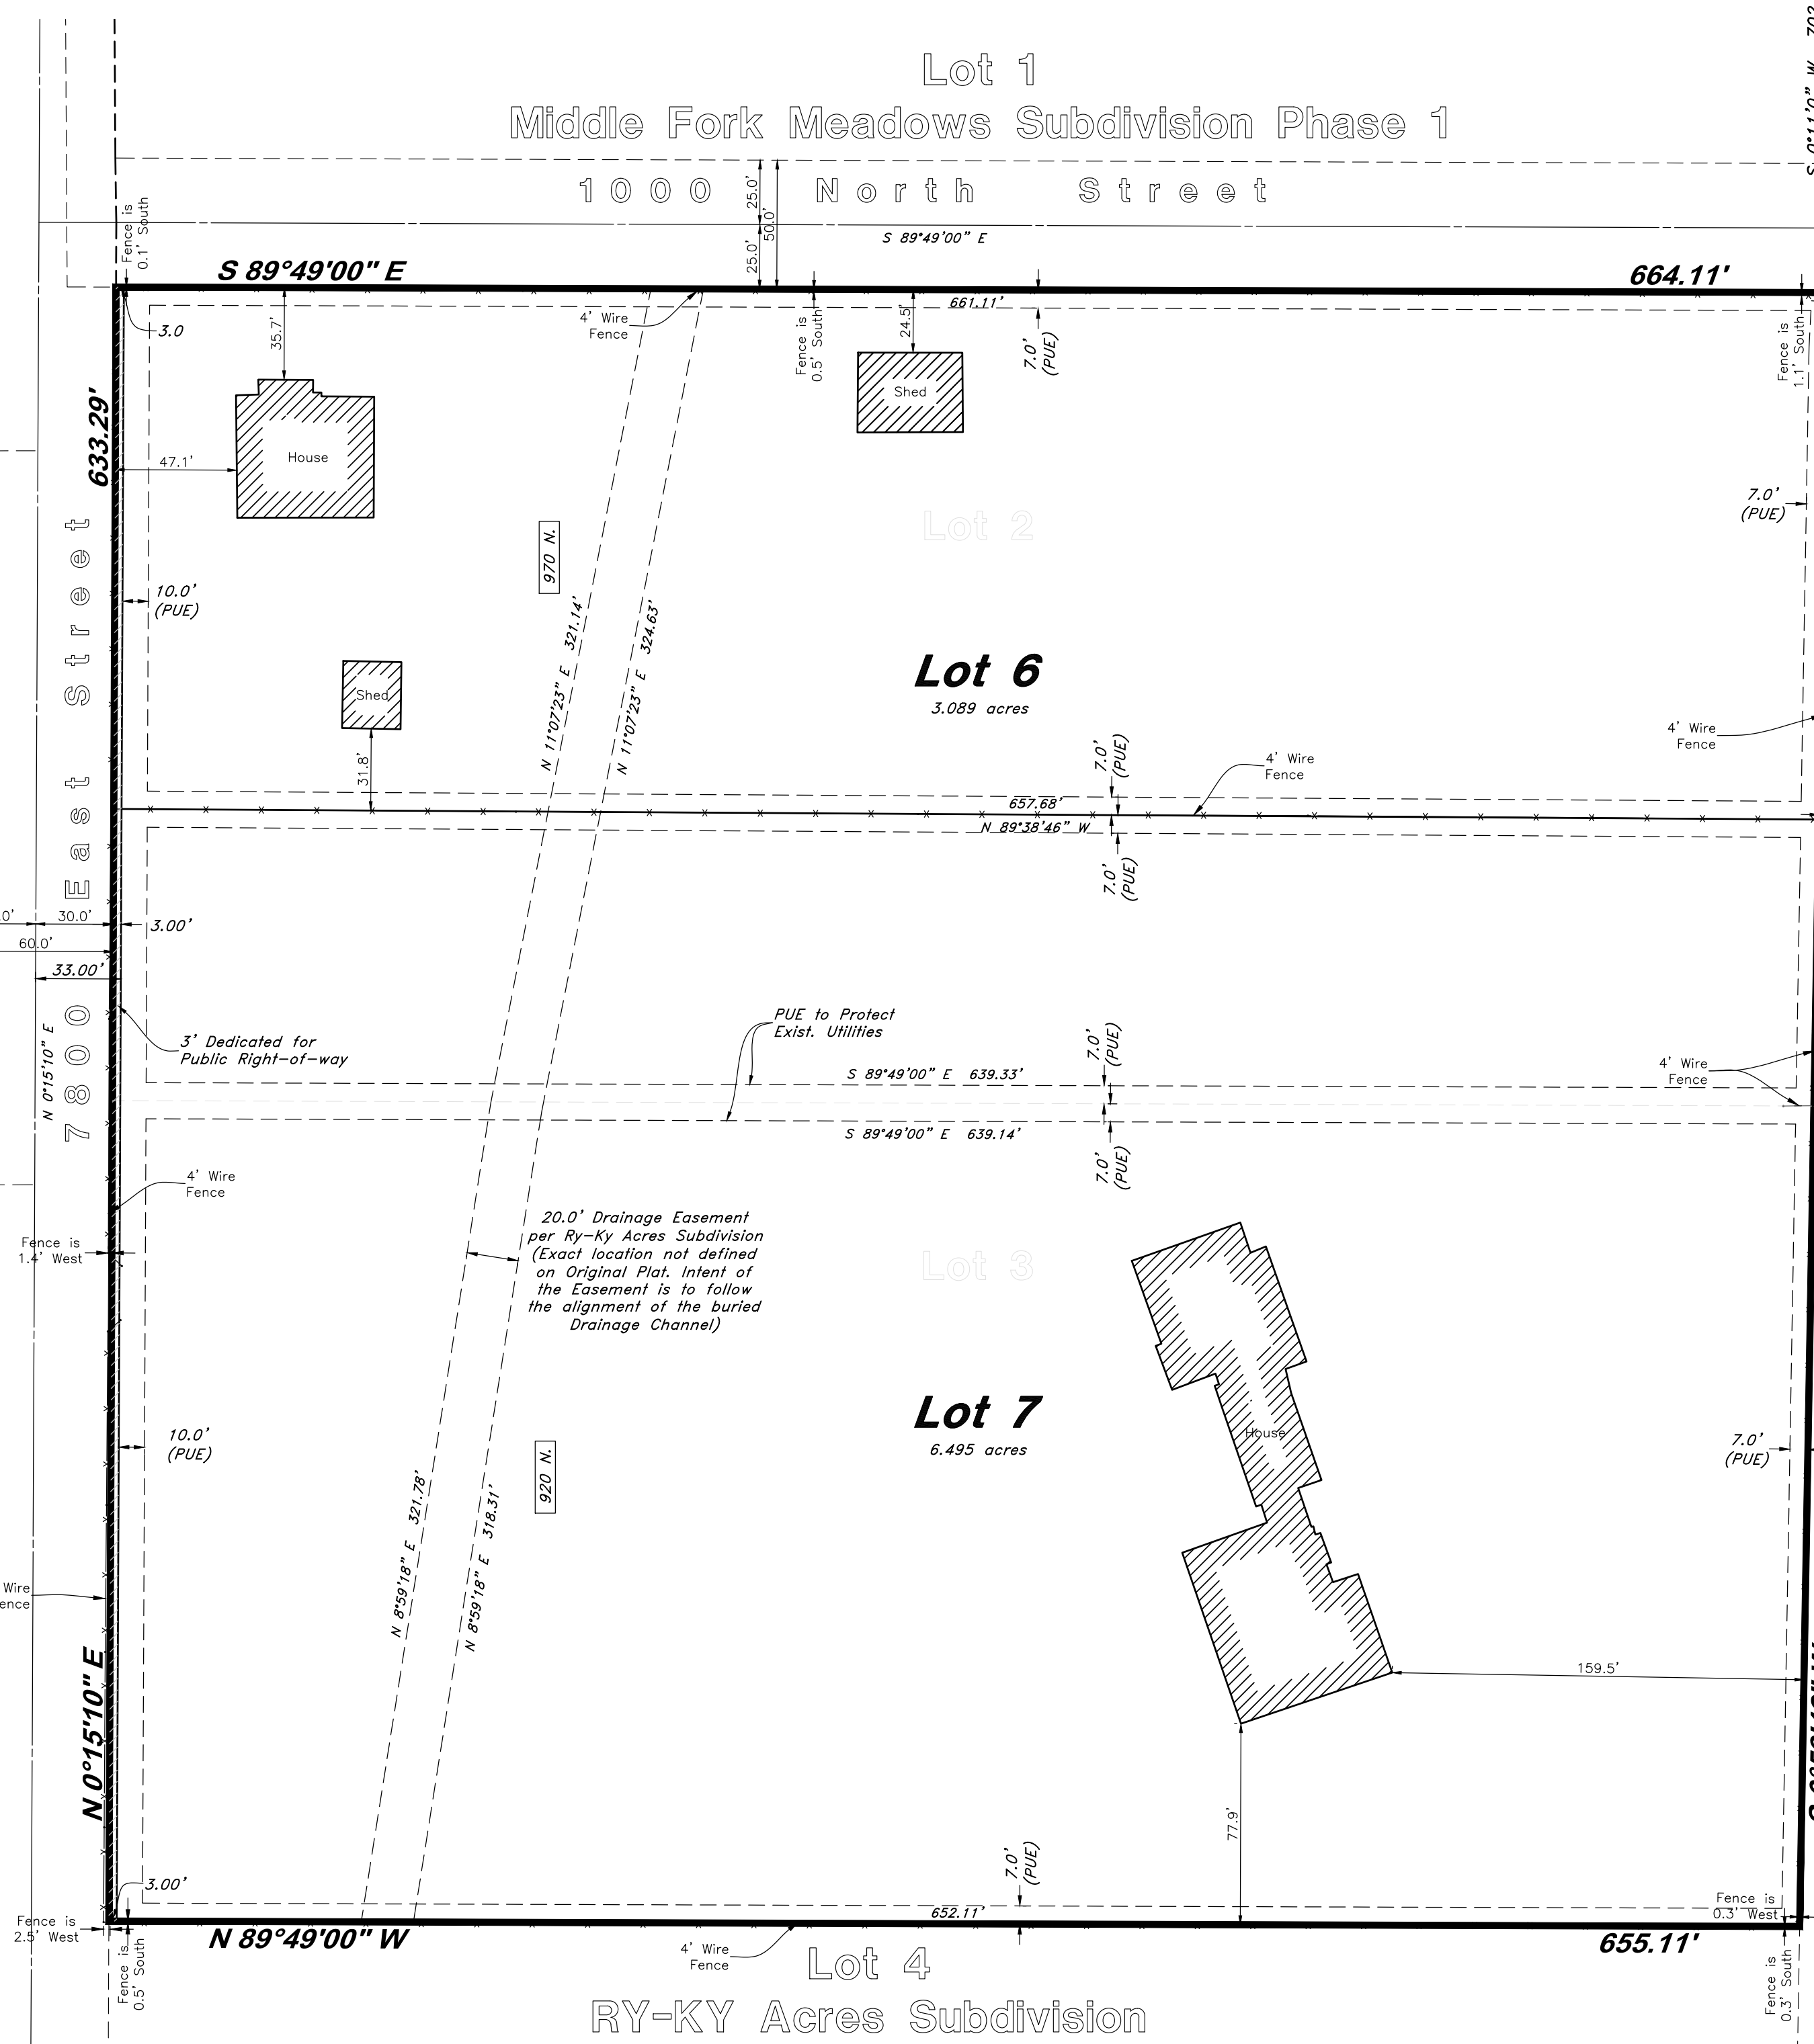 Lot 1
Middle Fork Meadows Subdivision Phase 1
1000 North Street
S 89°49'00" E
25.0'
25.0'
50.0'
Fence is
0.1' South
S 89°49'00" E
664.11'
661.11'
3.0
35.7'
4' Wire
Fence
Fence is
0.5' South
24.5'
7.0'
(PUE)
Fence is
1.1' South
633.29'
House
47.1'
Shed
7.0'
(PUE)
Lot 2
970 N.
10.0'
(PUE)
N 11°07'23" E 321.14'
N 11°07'23" E 324.63'
Lot 6
3.089 acres
Shed
31.8'
4' Wire
Fence
7.0'
(PUE)
4' Wire
Fence
657.68'
N 89°38'46" W
7.0'
(PUE)
7800 East Street
30.0'
3.00'
60.0'
33.00'
N 0°15'10" E
3' Dedicated for
Public Right-of-way
PUE to Protect
Exist. Utilities
7.0'
(PUE)
S 89°49'00" E 639.33'
4' Wire
Fence
S 89°49'00" E 639.14'
7.0'
(PUE)
4' Wire
Fence
Fence is
1.4' West
20.0' Drainage Easement
per Ry-Ky Acres Subdivision
(Exact location not defined
on Original Plat. Intent of
the Easement is to follow
the alignment of the buried
Drainage Channel)
Lot 3
Lot 7
6.495 acres
House
10.0'
(PUE)
920 N.
7.0'
(PUE)
N 8°59'18" E 321.78'
N 8°59'18" E 318.31'
Wire
159.5'
N 0°15'10" E
77.9'
7.0'
(PUE)
3.00'
652.11'
Fence is
0.3' West
Fence is
2.5' West
N 89°49'00" W
655.11'
Fence is
0.5' South
4' Wire
Fence
Lot 4
RY-KY Acres Subdivision
Fence is
0.3' South